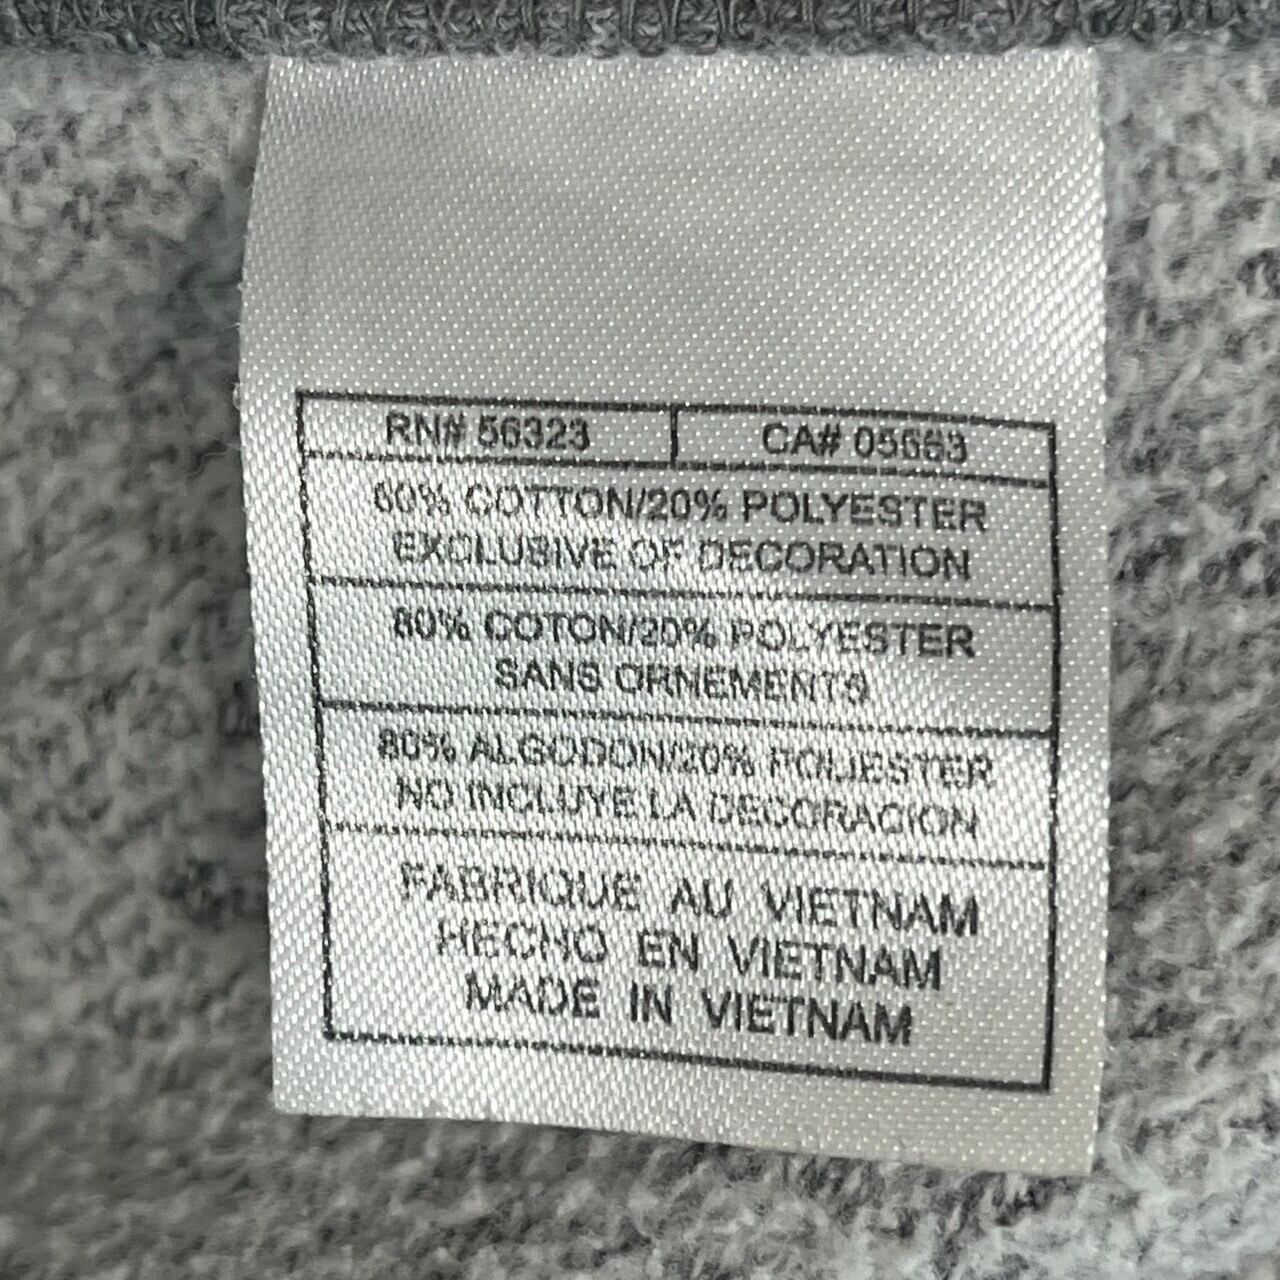 RN# 56323 CA# 05663
80% COTTON/20% POLYESTER
EXCLUSIVE OF DECORATION
80% COTON/20% POLYESTER
SANS ORNEMENTS
80% ALGODON/20% POLIESTER
NO INCLUYE LA DECORACION
FABRIQUE AU VIETNAM
HECHO EN VIETNAM
MADE IN VIETNAM